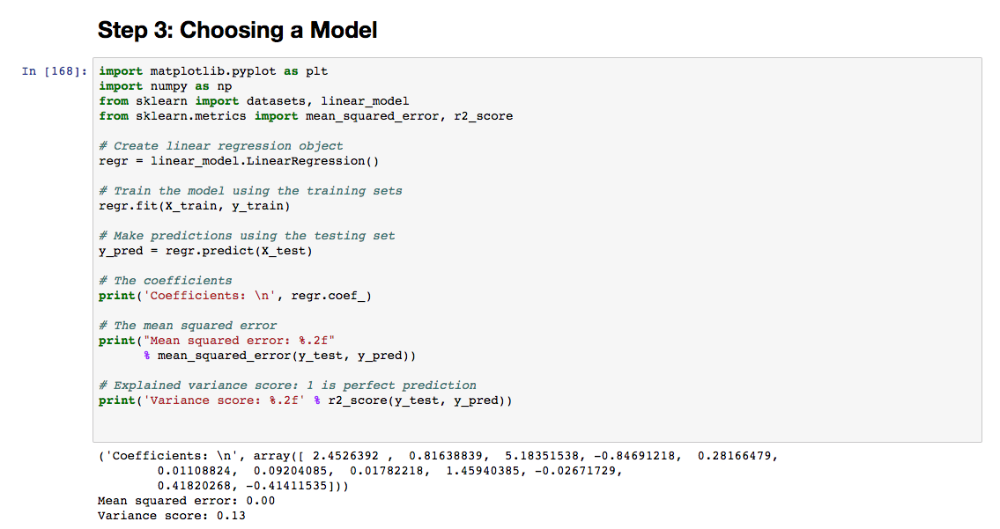 Step 3: Choosing a Model
In [168]:
import matplotlib.pyplot as plt
import numpy as np
from sklearn import datasets, linear_model
from sklearn.metrics import mean_squared_error, r2_score
# Create linear regression object
regr = linear_model.LinearRegression()
# Train the model using the training sets
regr.fit(X_train, y_train)
# Make predictions using the testing set
y_pred = regr.predict(X_test)
# The coefficients
print('Coefficients: \n', regr.coef_)
# The mean squared error
print("Mean squared error: %.2f"
      % mean_squared_error(y_test, y_pred))
# Explained variance score: 1 is perfect prediction
print('Variance score: %.2f' % r2_score(y_test, y_pred))
('Coefficients: \n', array([ 2.4526392 ,  0.81638839,  5.18351538, -0.84691218,  0.28166479,
        0.01108824,  0.09204085,  0.01782218,  1.45940385, -0.02671729,
        0.41820268, -0.41411535]))
Mean squared error: 0.00
Variance score: 0.13